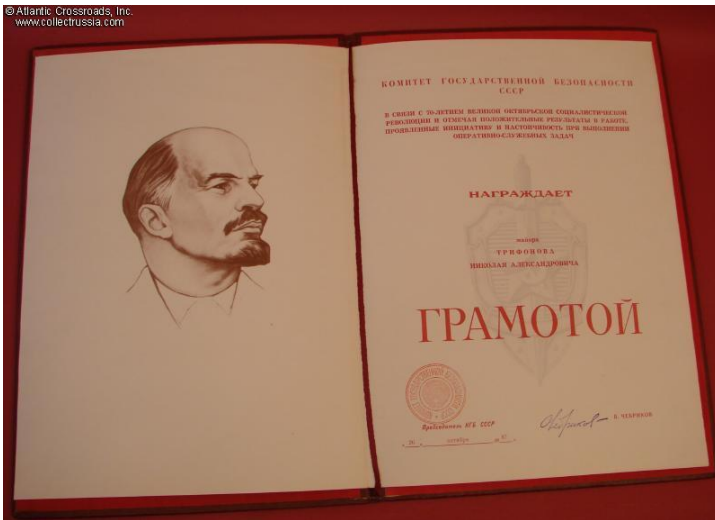 © Atlantic Crossroads, Inc.
www.collectrussia.com
КОМИТЕТ ГОСУДАРСТВЕННОЙ БЕЗОПАСНОСТИ
СССР
В СВЯЗИ С 70-ЛЕТИЕМ ВЕЛИКОЙ ОКТЯБРЬСКОЙ СОЦИАЛИСТИЧЕСКОЙ
РЕВОЛЮЦИИ И ОТМЕЧАЯ ПОЛОЖИТЕЛЬНЫЕ РЕЗУЛЬТАТЫ В РАБОТЕ,
ПРОЯВЛЕННЫЕ ИНИЦИАТИВУ И НАСТОЙЧИВОСТЬ ПРИ ВЫПОЛНЕНИИ
ОПЕРАТИВНО-СЛУЖЕБНЫХ ЗАДАЧ
НАГРАЖДАЕТ
майора
ТРИФОНОВА
НИКОЛАЯ АЛЕКСАНДРОВИЧА
ГРАМОТОЙ
Председатель КГБ СССР
В. ЧЕБРИКОВ
октября